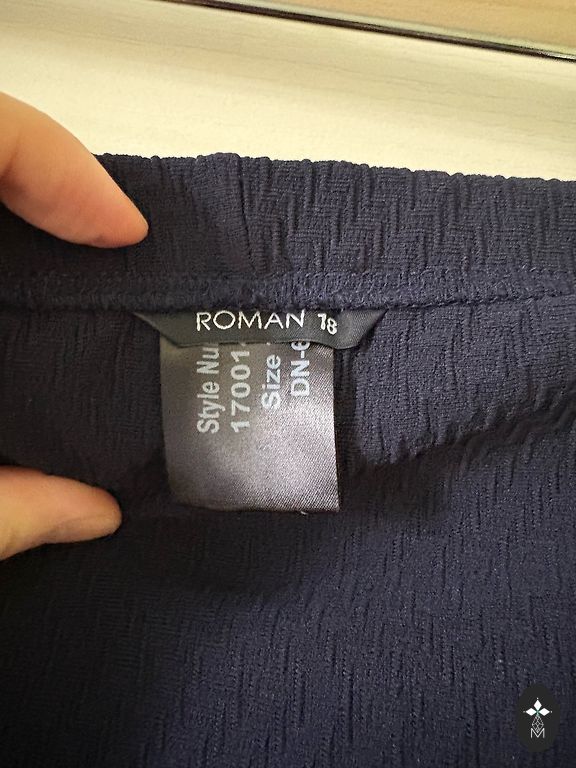 ROMAN 18
Style Nu
17001
Size
DN-6
M